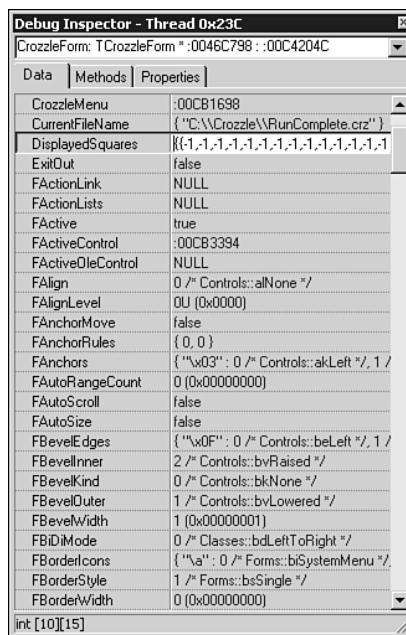 Debug Inspector - Thread 0x23C
CrozzleForm: TCrozzleForm * :0046C798 : :00C4204C
Data Methods Properties
CrozzleMenu :00CB1698
CurrentFileName { "C:\\Crozzle\\RunComplete.crz" }
DisplayedSquares {{-1,-1,-1,-1,-1,-1,-1,-1,-1,-1,-1,-1,-1,-1
ExitOut false
FActionLink NULL
FActionLists NULL
FActive true
FActiveControl :00CB3394
FActiveOleControl NULL
FAlign 0 /* Controls::alNone */
FAlignLevel 0U (0x0000)
FAnchorMove false
FAnchorRules { 0, 0 }
FAnchors { "\x03" : 0 /* Controls::akLeft */, 1 /
FAutoRangeCount 0 (0x00000000)
FAutoScroll false
FAutoSize false
FBevelEdges { "\x0F" : 0 /* Controls::beLeft */, 1 /
FBevelInner 2 /* Controls::bvRaised */
FBevelKind 0 /* Controls::bkNone */
FBevelOuter 1 /* Controls::bvLowered */
FBevelWidth 1 (0x00000001)
FBiDiMode 0 /* Classes::bdLeftToRight */
FBorderIcons { "\a" : 0 /* Forms::biSystemMenu */,
FBorderStyle 1 /* Forms::bsSingle */
FBorderWidth 0 (0x00000000)
int [10][15]